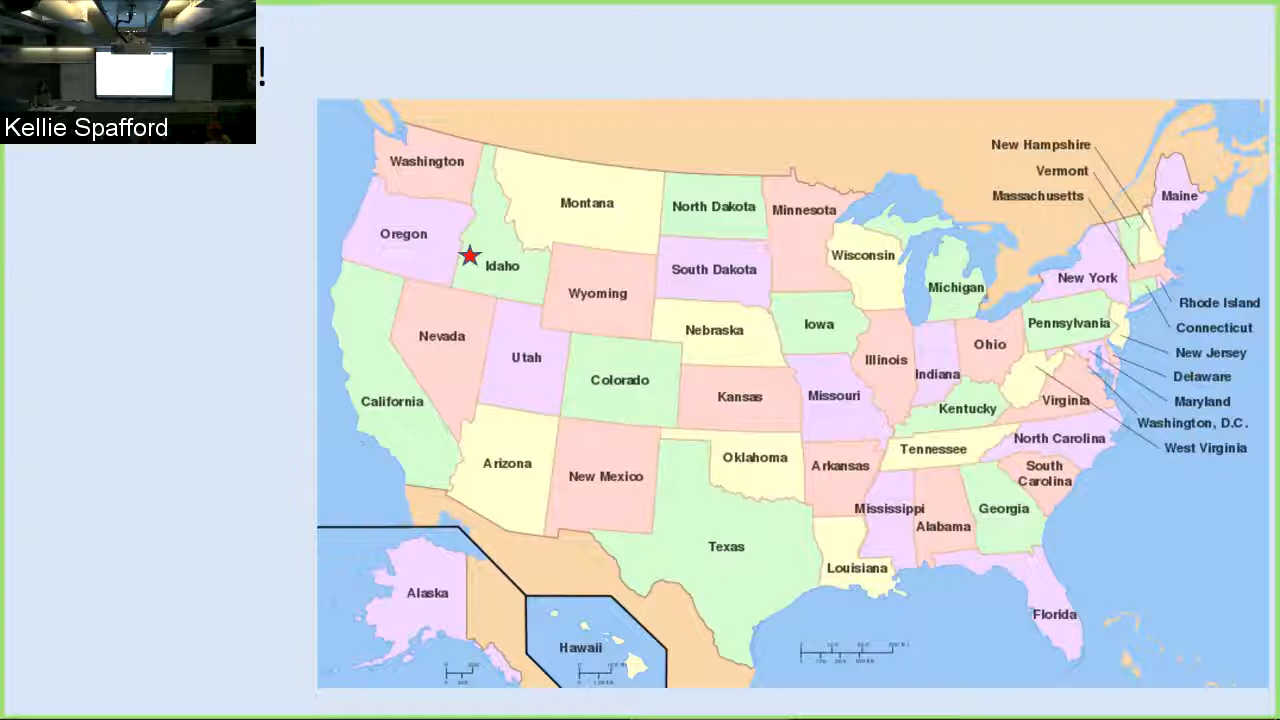 Kellie Spafford
!
New Hampshire
Vermont
Massachusetts
Washington
Montana
North Dakota
Minnesota
Maine
Oregon
Idaho
Wyoming
South Dakota
Wisconsin
Michigan
New York
Rhode Island
Connecticut
New Jersey
Delaware
Maryland
Washington, D.C.
West Virginia
Nevada
Utah
Colorado
Nebraska
Iowa
Illinois
Indiana
Ohio
Pennsylvania
California
Kansas
Missouri
Kentucky
Virginia
Arizona
New Mexico
Oklahoma
Arkansas
Tennessee
North Carolina
South
Carolina
Texas
Louisiana
Mississippi
Alabama
Georgia
Florida
Alaska
Hawaii